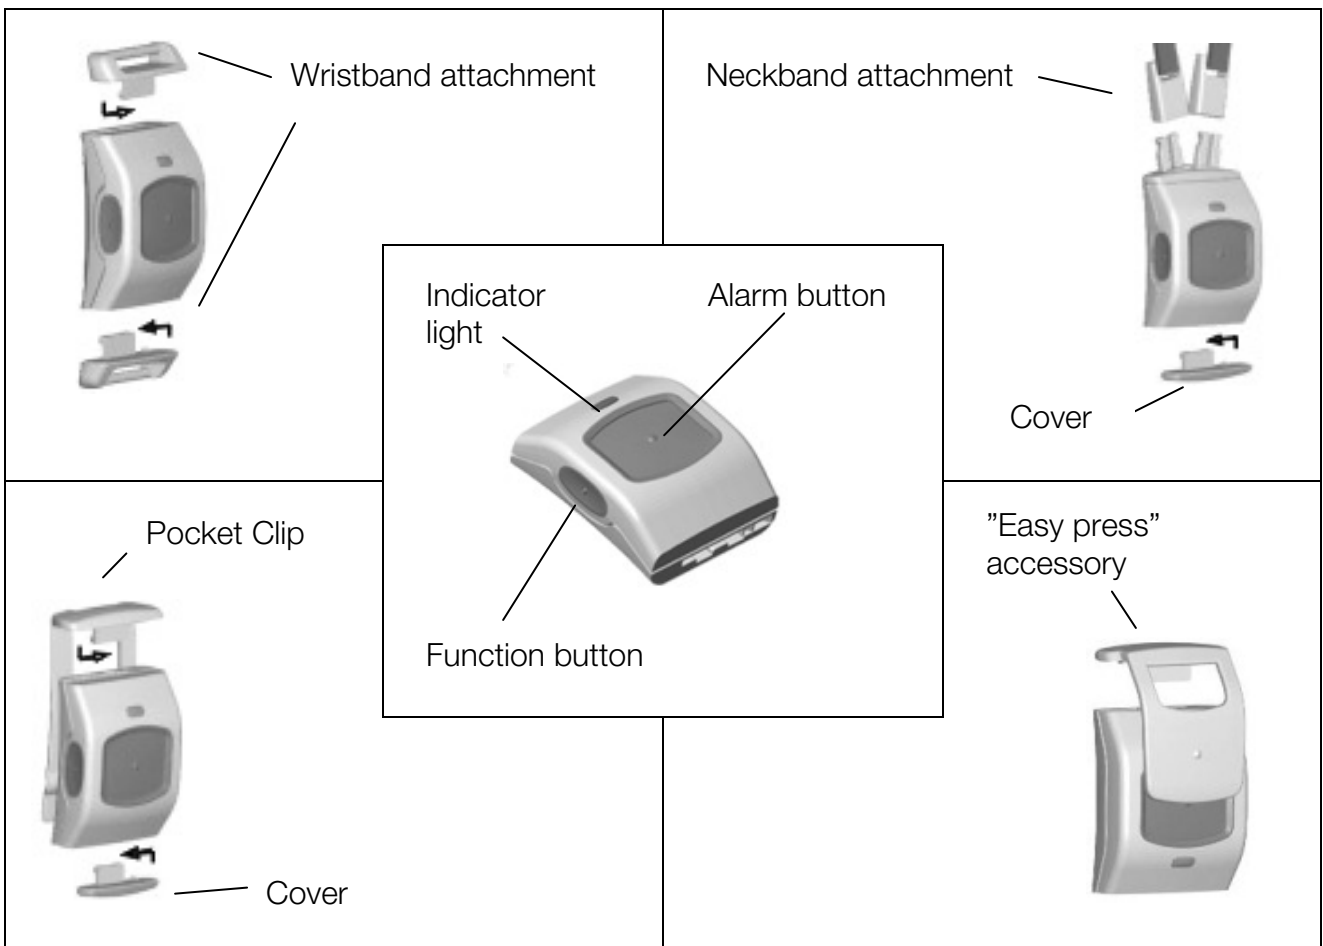 Wristband attachment
Neckband attachment
Cover
Indicator
light
Alarm button
Function button
Pocket Clip
Cover
”Easy press”
accessory